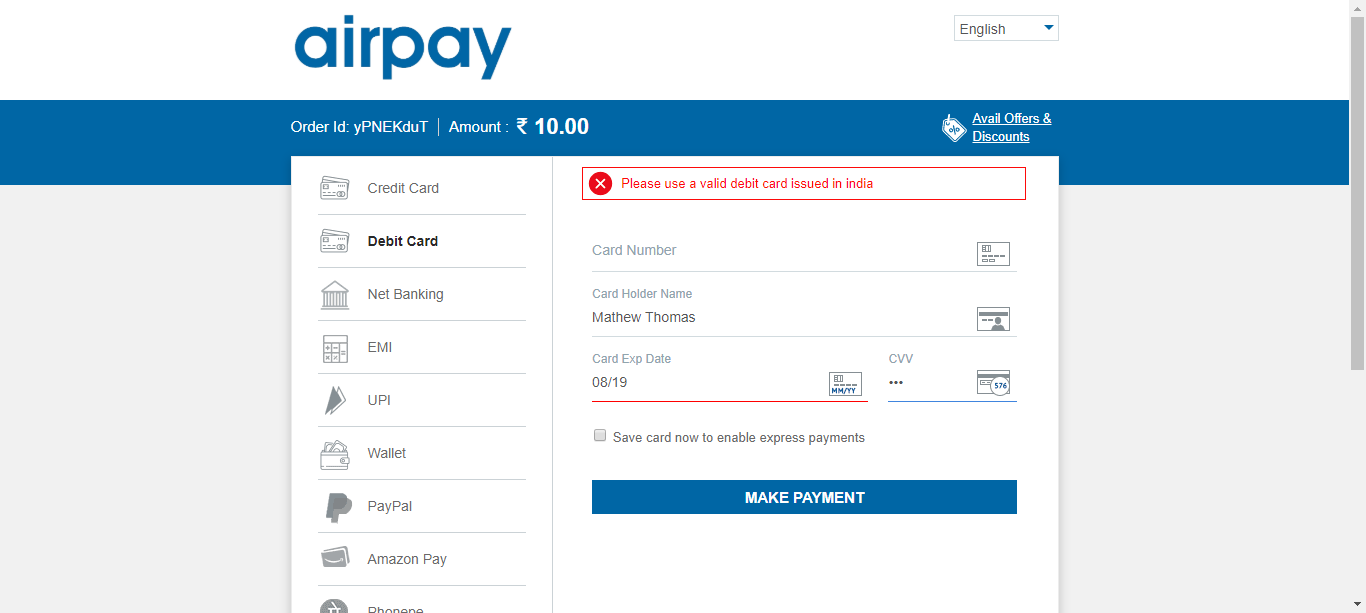 airpay
English
Order Id: yPNEKduT | Amount : ₹ 10.00
Avail Offers &
Discounts
Credit Card
Debit Card
Net Banking
EMI
UPI
Wallet
PayPal
Amazon Pay
Phonepe
Please use a valid debit card issued in india
Card Number
Card Holder Name
Mathew Thomas
Card Exp Date
08/19
MM/YY
CVV
•••
576
Save card now to enable express payments
MAKE PAYMENT